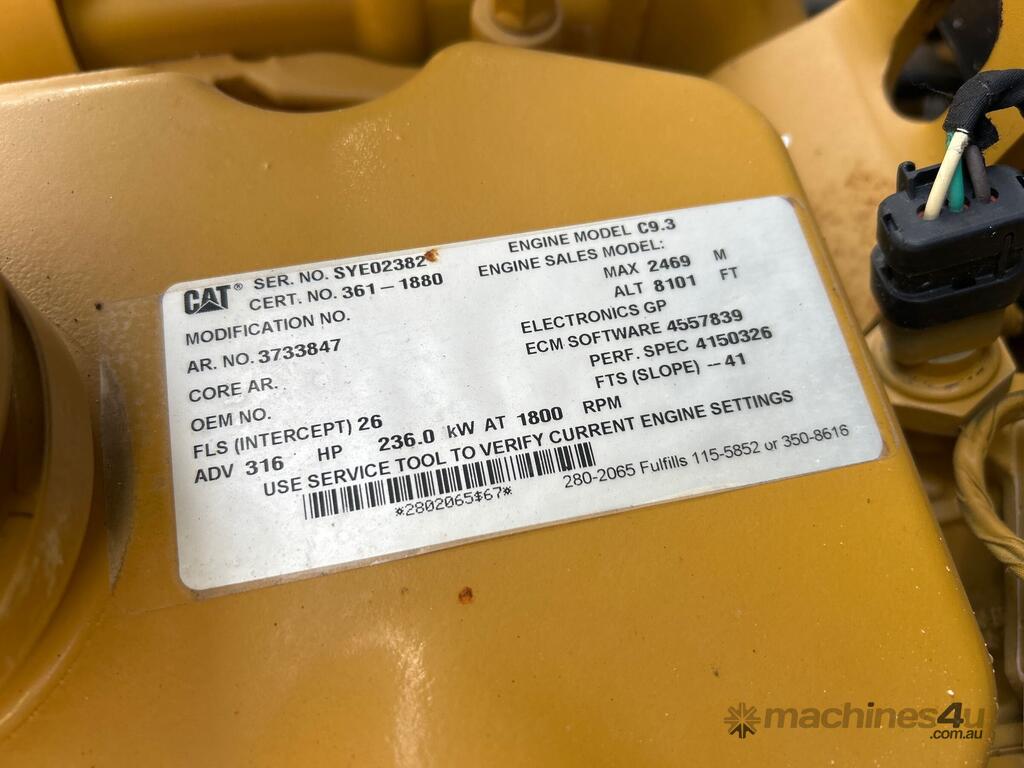 CAT® SER. NO. SYE02382 ENGINE MODEL C9.3
CERT. NO. 361-1880 ENGINE SALES MODEL:
MODIFICATION NO. MAX 2469 M
ALT 8101 FT
AR. NO. 3733847 ELECTRONICS GP
CORE AR. ECM SOFTWARE 4557839
OEM NO. PERF. SPEC 4150326
FLS (INTERCEPT) 26 FTS (SLOPE) --41
ADV 316 HP 236.0 kW AT 1800 RPM
USE SERVICE TOOL TO VERIFY CURRENT ENGINE SETTINGS
*2802065$67* 280-2065 Fulfills 115-5852 or 350-8616
machines4u
.com.au